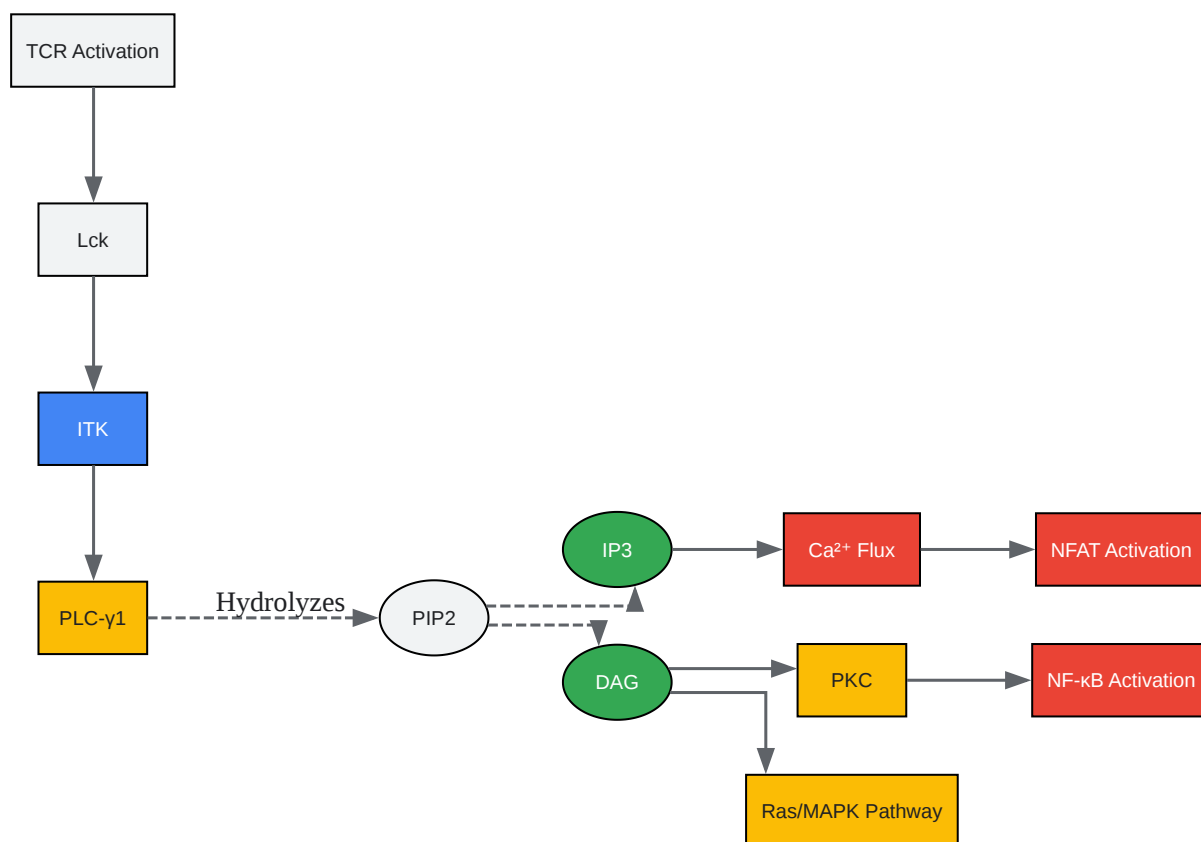 TCR Activation
Lck
ITK
PLC-γ1
Hydrolyzes
PIP2
IP3
Ca²⁺ Flux
NFAT Activation
DAG
PKC
NF-κB Activation
Ras/MAPK Pathway